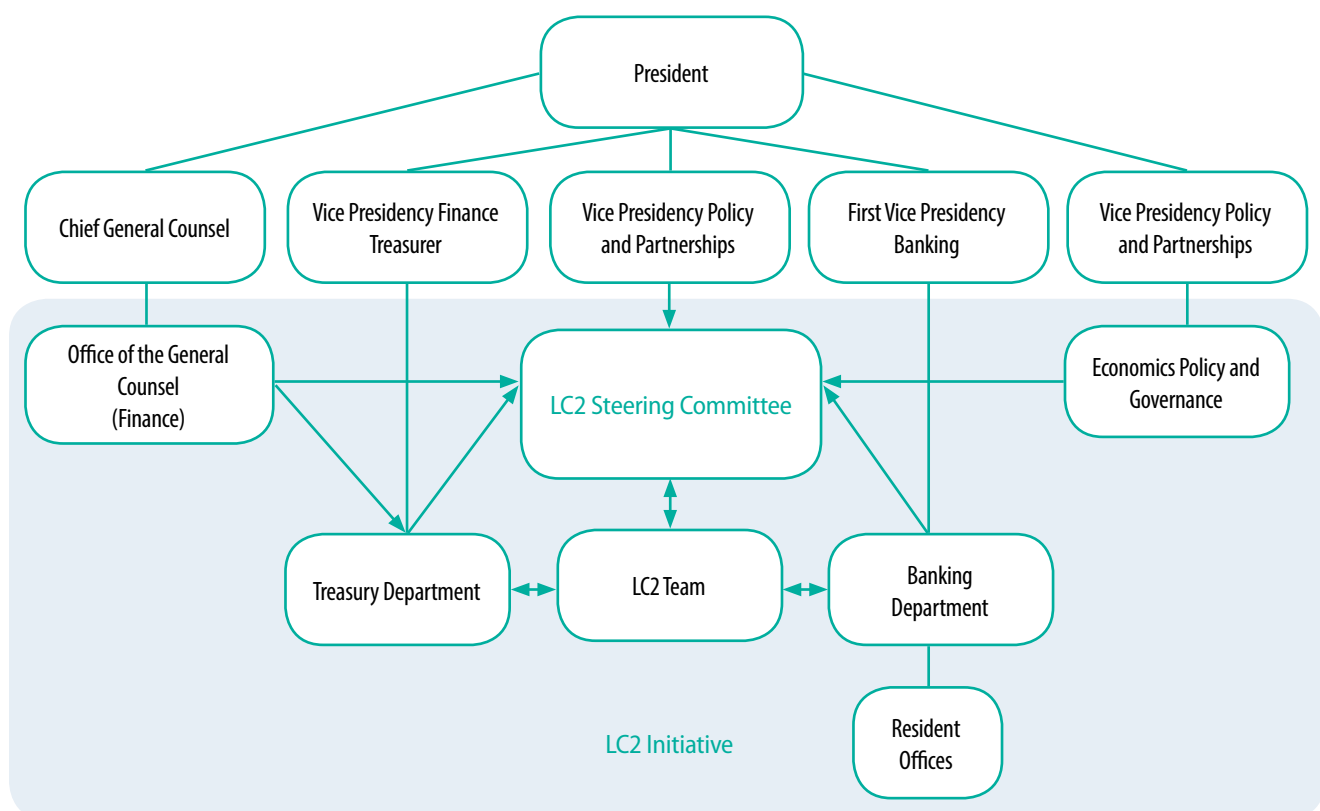 President
Chief General Counsel
Vice Presidency Finance
Treasurer
Vice Presidency Policy
and Partnerships
First Vice Presidency
Banking
Vice Presidency Policy
and Partnerships
Office of the General
Counsel
(Finance)
LC2 Steering Committee
Economics Policy and
Governance
Treasury Department
LC2 Team
Banking
Department
Resident
Offices
LC2 Initiative